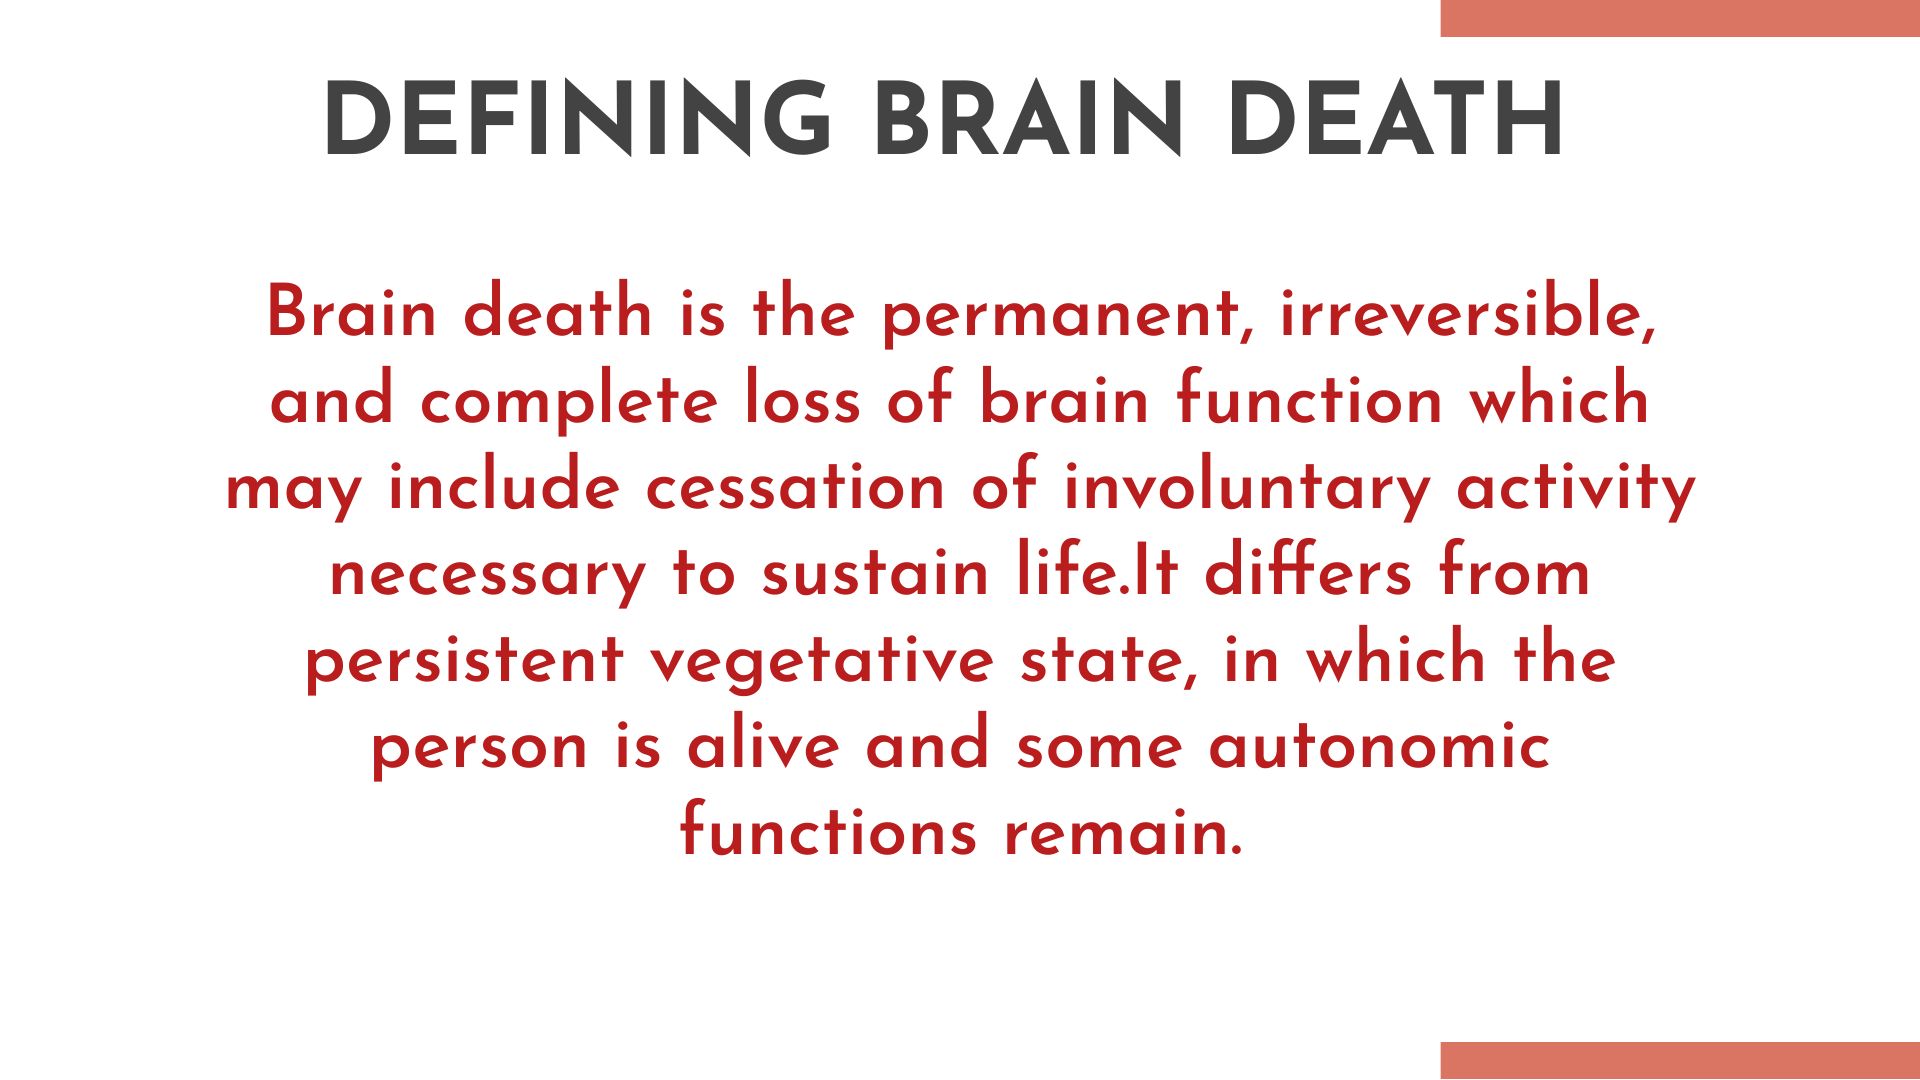 DEFINING BRAIN DEATH
Brain death is the permanent, irreversible,
and complete loss of brain function which
may include cessation of involuntary activity
necessary to sustain life.It differs from
persistent vegetative state, in which the
person is alive and some autonomic
functions remain.